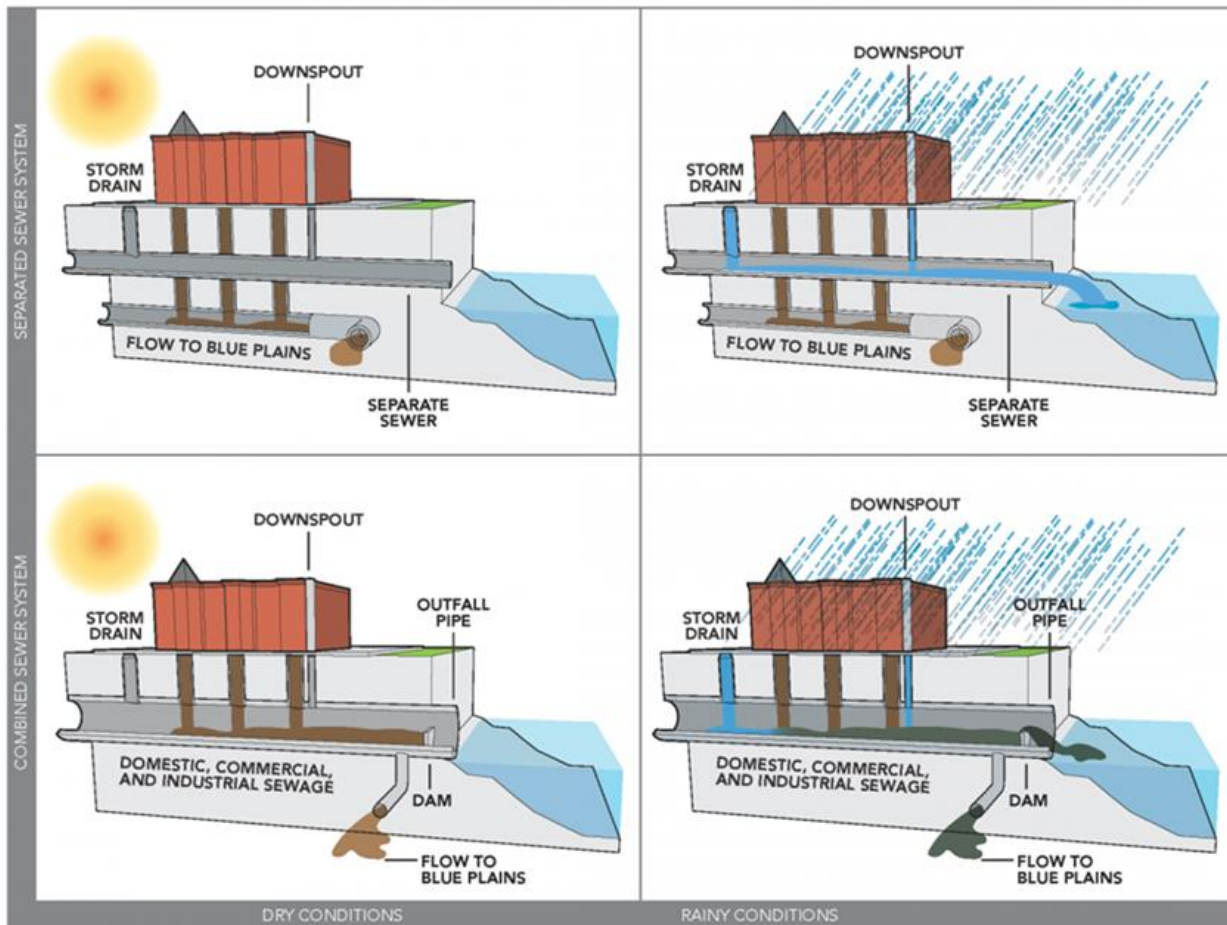 SEPARATED SEWER SYSTEM
DOWNSPOUT
STORM
DRAIN
FLOW TO BLUE PLAINS
SEPARATE
SEWER
DOWNSPOUT
STORM
DRAIN
FLOW TO BLUE PLAINS
SEPARATE
SEWER
COMBINED SEWER SYSTEM
DOWNSPOUT
STORM
DRAIN
OUTFALL
PIPE
DOMESTIC, COMMERCIAL,
AND INDUSTRIAL SEWAGE
DAM
FLOW TO
BLUE PLAINS
DOWNSPOUT
STORM
DRAIN
OUTFALL
PIPE
DOMESTIC, COMMERCIAL,
AND INDUSTRIAL SEWAGE
DAM
FLOW TO
BLUE PLAINS
DRY CONDITIONS
RAINY CONDITIONS